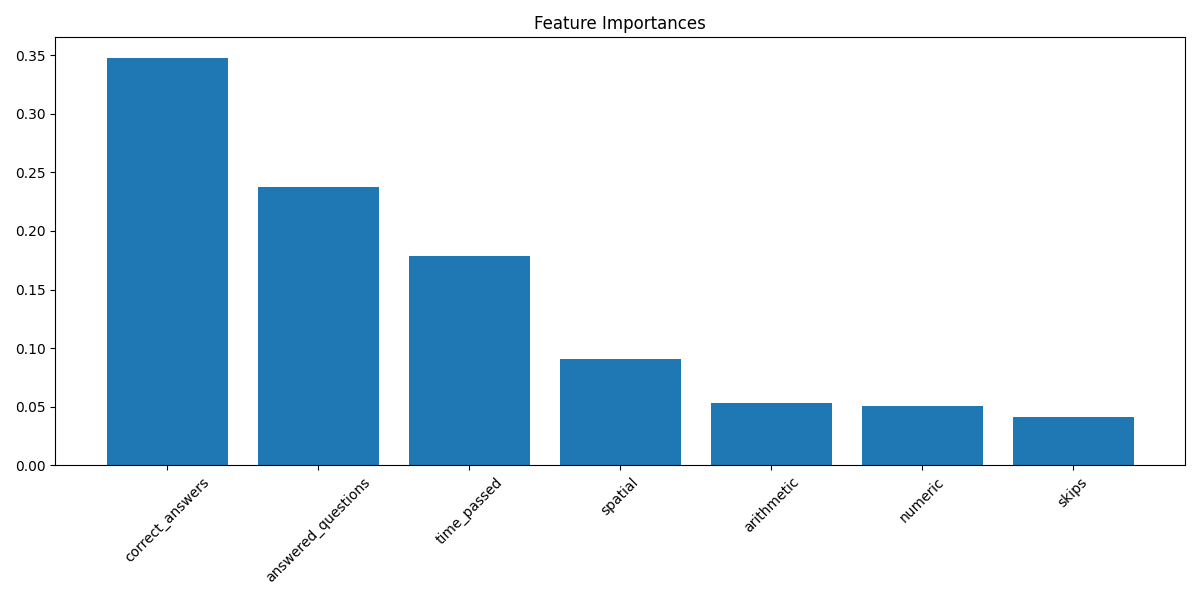 Feature Importances
0.35
0.30
0.25
0.20
0.15
0.10
0.05
0.00
correct_answers
answered_questions
time_passed
spatial
arithmetic
numeric
skips